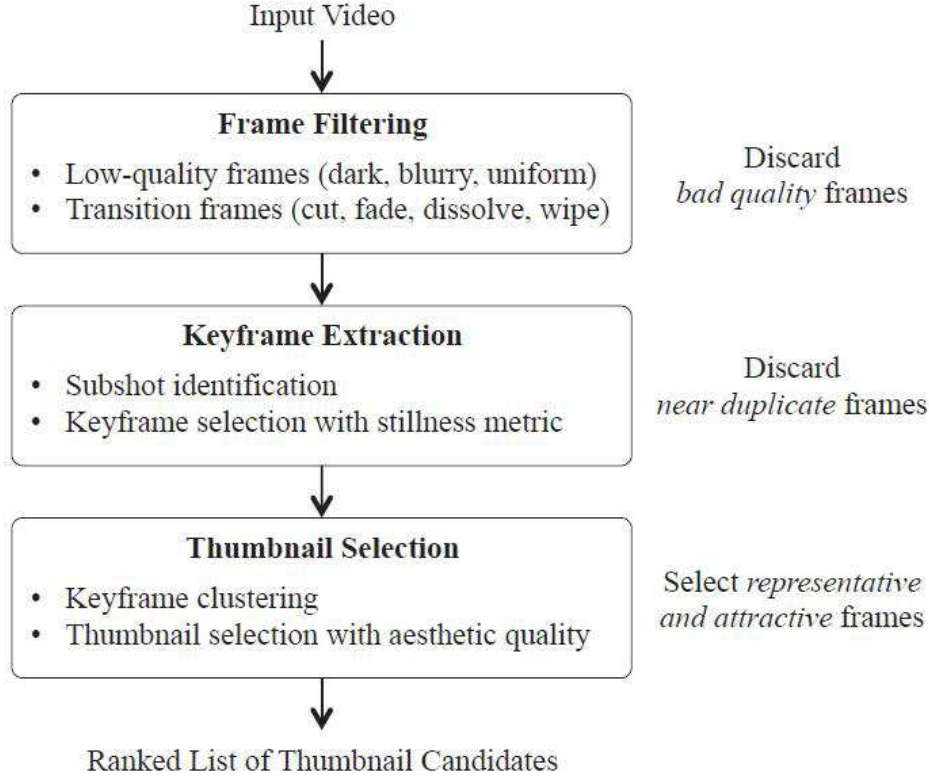 Input Video
Frame Filtering
• Low-quality frames (dark, blurry, uniform)
• Transition frames (cut, fade, dissolve, wipe)
Discard
bad quality frames
Keyframe Extraction
• Subshot identification
• Keyframe selection with stillness metric
Discard
near duplicate frames
Thumbnail Selection
• Keyframe clustering
• Thumbnail selection with aesthetic quality
Select representative
and attractive frames
Ranked List of Thumbnail Candidates